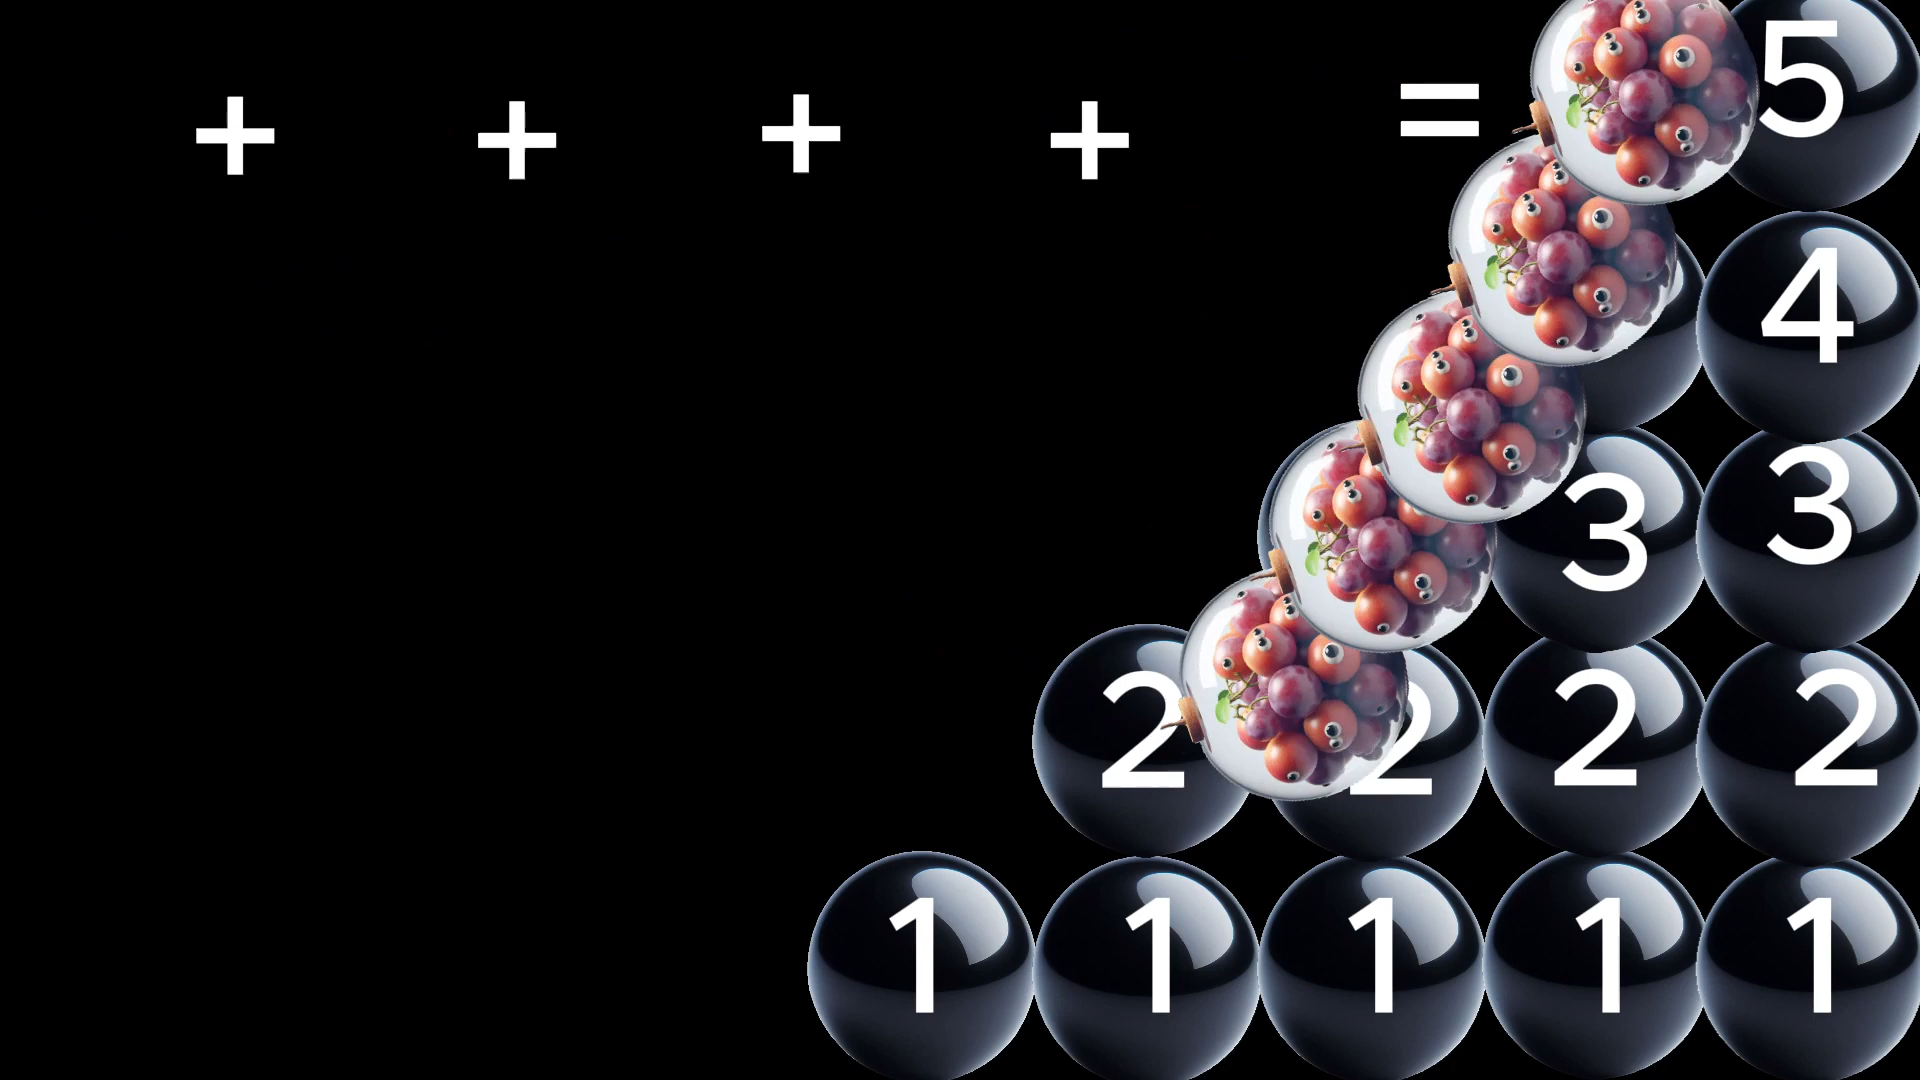 + + + + = 5
4
3 3
2 2 2 2
1 1 1 1 1